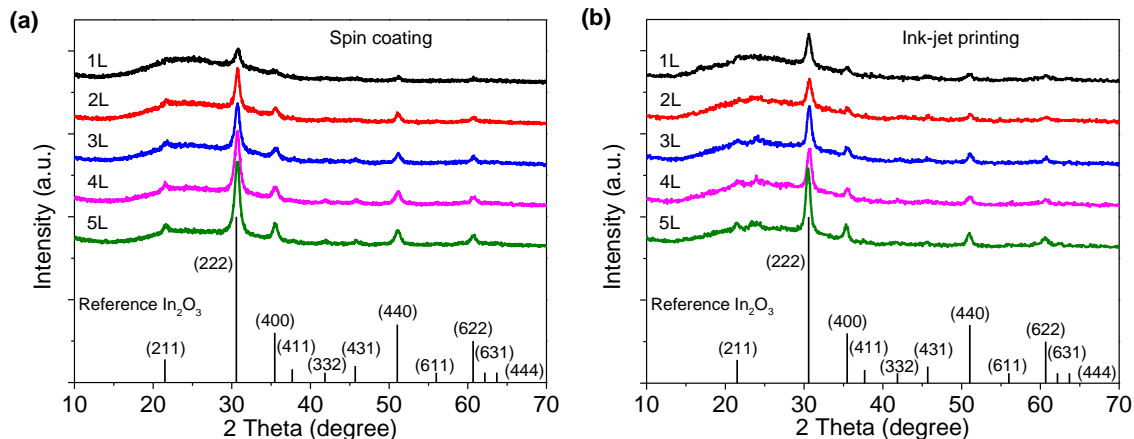 (a)
Spin coating
1L
2L
3L
4L
5L
(222)
Reference In₂O₃
(211)
(400)
(411)
(332)
(431)
(440)
(611)
(622)
(631)
(444)
10 20 30 40 50 60 70
2 Theta (degree)
Intensity (a.u.)
(b)
Ink-jet printing
1L
2L
3L
4L
5L
(222)
Reference In₂O₃
(211)
(400)
(411)
(332)
(431)
(440)
(611)
(622)
(631)
(444)
10 20 30 40 50 60 70
2 Theta (degree)
Intensity (a.u.)